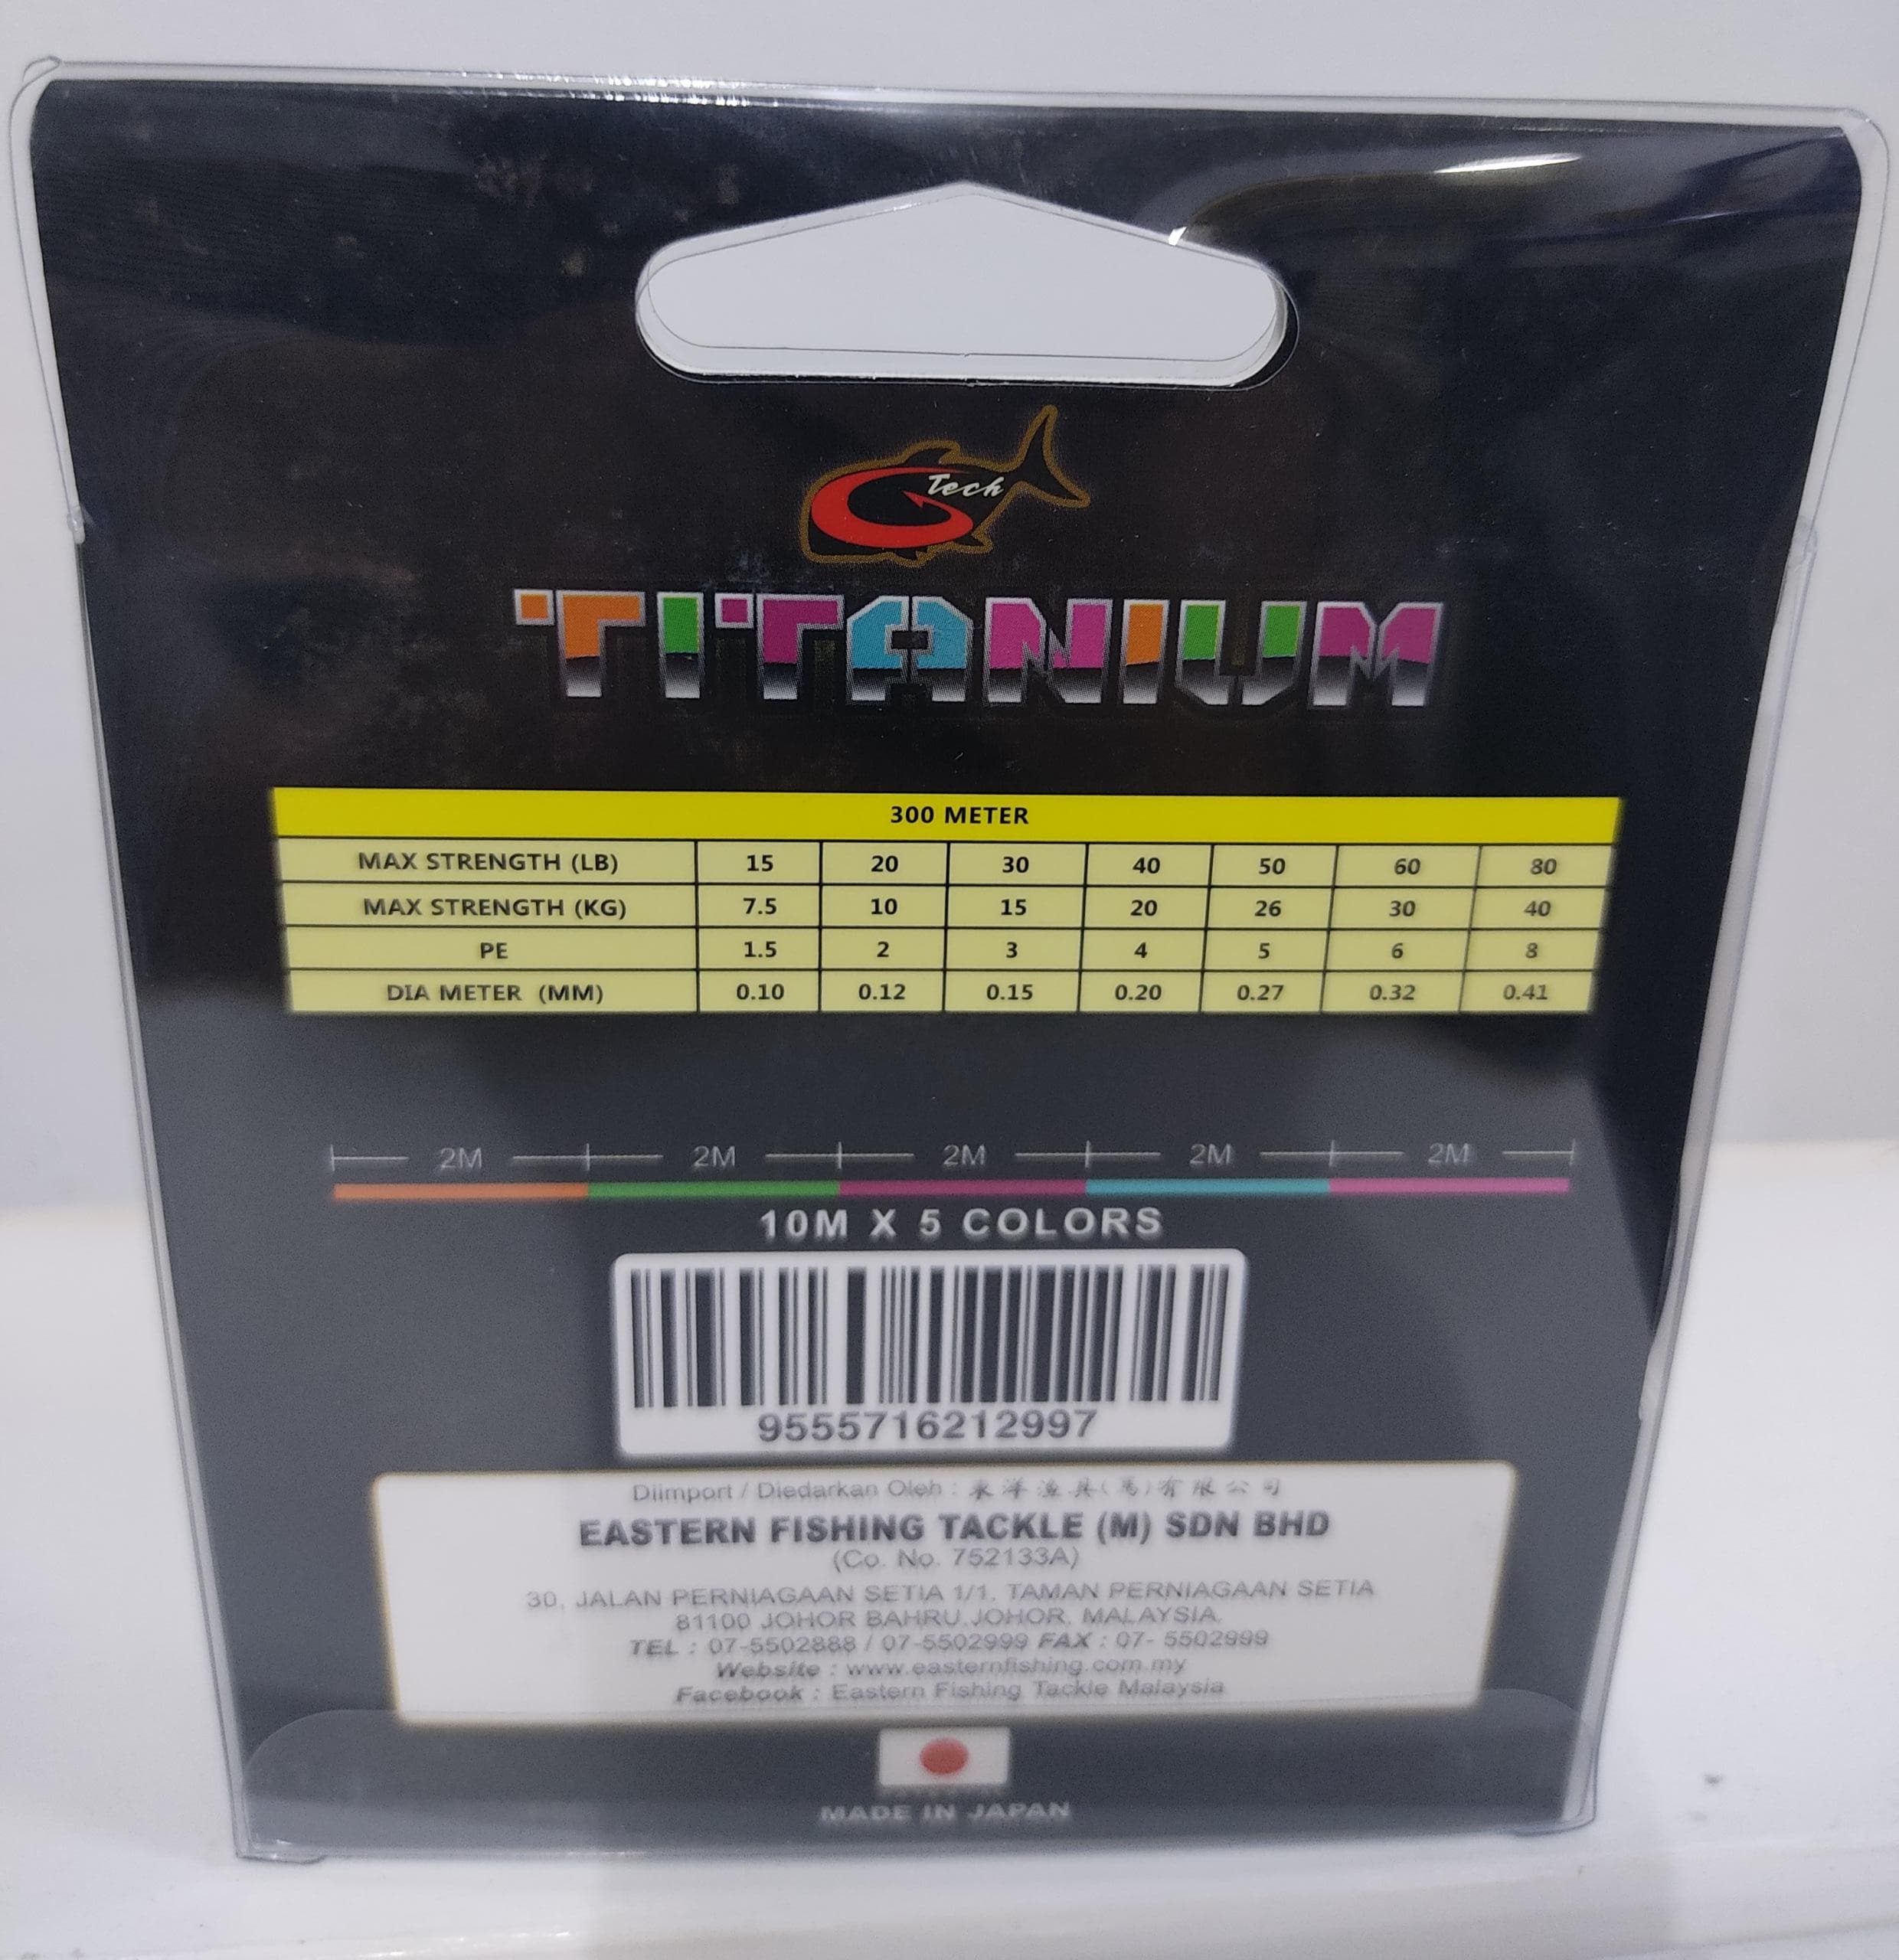 Tech
TITANIUM
300 METER
MAX STRENGTH (LB) 15 20 30 40 50 60 80
MAX STRENGTH (KG) 7.5 10 15 20 26 30 40
PE 1.5 2 3 4 5 6 8
DIA METER (MM) 0.10 0.12 0.15 0.20 0.27 0.32 0.41
2M 2M 2M 2M 2M
10M X 5 COLORS
9555716212997
Diimport / Diedarkan Oleh : 東洋漁具(馬)有限公司
EASTERN FISHING TACKLE (M) SDN BHD
(Co. No. 752133A)
30, JALAN PERNIAGAAN SETIA 1/1, TAMAN PERNIAGAAN SETIA
81100 JOHOR BAHRU.JOHOR, MALAYSIA.
TEL : 07-5502888 / 07-5502999 FAX : 07- 5502999
Website : www.easternfishing.com.my
Facebook : Eastern Fishing Tackle Malaysia
MADE IN JAPAN